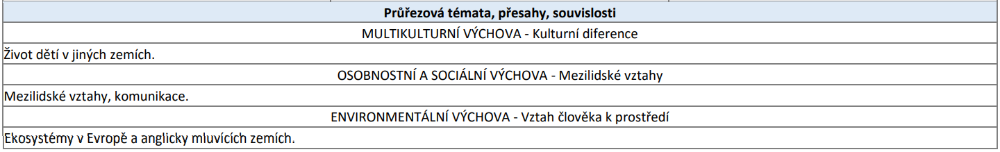 Průřezová témata, přesahy, souvislosti
MULTIKULTURNÍ VÝCHOVA - Kulturní diference
Život dětí v jiných zemích.
OSOBNOSTNÍ A SOCIÁLNÍ VÝCHOVA - Mezilidské vztahy
Mezilidské vztahy, komunikace.
ENVIRONMENTÁLNÍ VÝCHOVA - Vztah člověka k prostředí
Ekosystémy v Evropě a anglicky mluvících zemích.